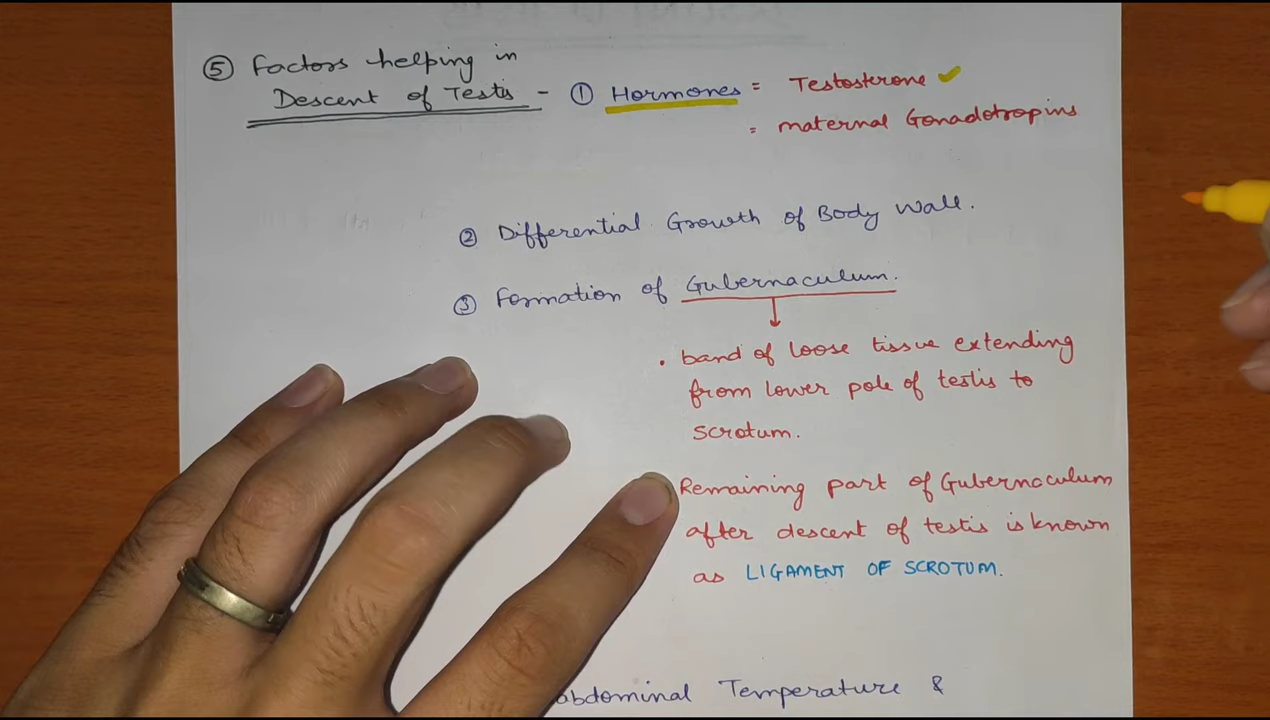 ⑤ Factors helping in
Descent of Testis - ① Hormones = Testosterone ✓
= maternal Gonadotropins
② Differential Growth of Body Wall.
③ Formation of Gubernaculum.
↓
• band of loose tissue extending
from lower pole of testis to
scrotum.
Remaining part of Gubernaculum
after descent of testis is known
as LIGAMENT OF SCROTUM.
abdominal Temperature &